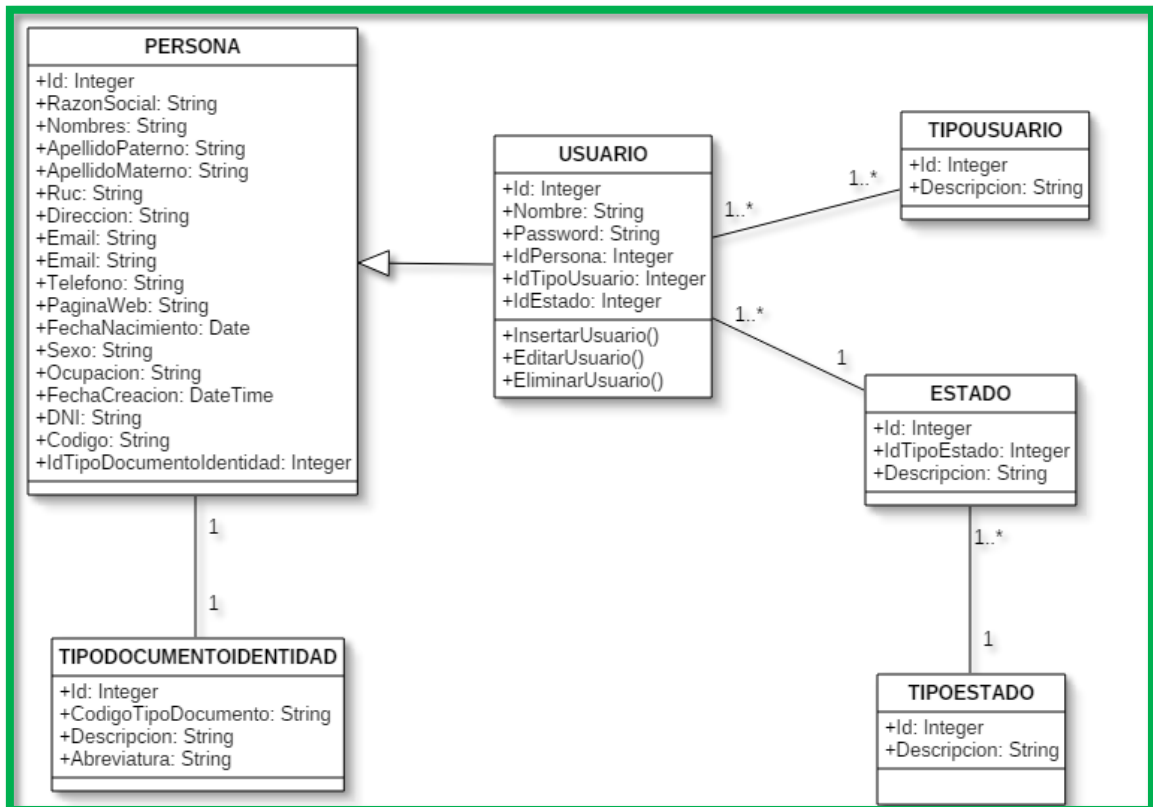 PERSONA
+Id: Integer
+RazonSocial: String
+Nombres: String
+ApellidoPaterno: String
+ApellidoMaterno: String
+Ruc: String
+Direccion: String
+Email: String
+Email: String
+Telefono: String
+PaginaWeb: String
+FechaNacimiento: Date
+Sexo: String
+Ocupacion: String
+FechaCreacion: DateTime
+DNI: String
+Codigo: String
+IdTipoDocumentoIdentidad: Integer
1
1
TIPODOCUMENTOIDENTIDAD
+Id: Integer
+CodigoTipoDocumento: String
+Descripcion: String
+Abreviatura: String
USUARIO
+Id: Integer
+Nombre: String
+Password: String
+IdPersona: Integer
+IdTipoUsuario: Integer
+IdEstado: Integer
+InsertarUsuario()
+EditarUsuario()
+EliminarUsuario()
1..*
1..*
TIPOUSUARIO
+Id: Integer
+Descripcion: String
1..*
1
ESTADO
+Id: Integer
+IdTipoEstado: Integer
+Descripcion: String
1..*
1
TIPOESTADO
+Id: Integer
+Descripcion: String